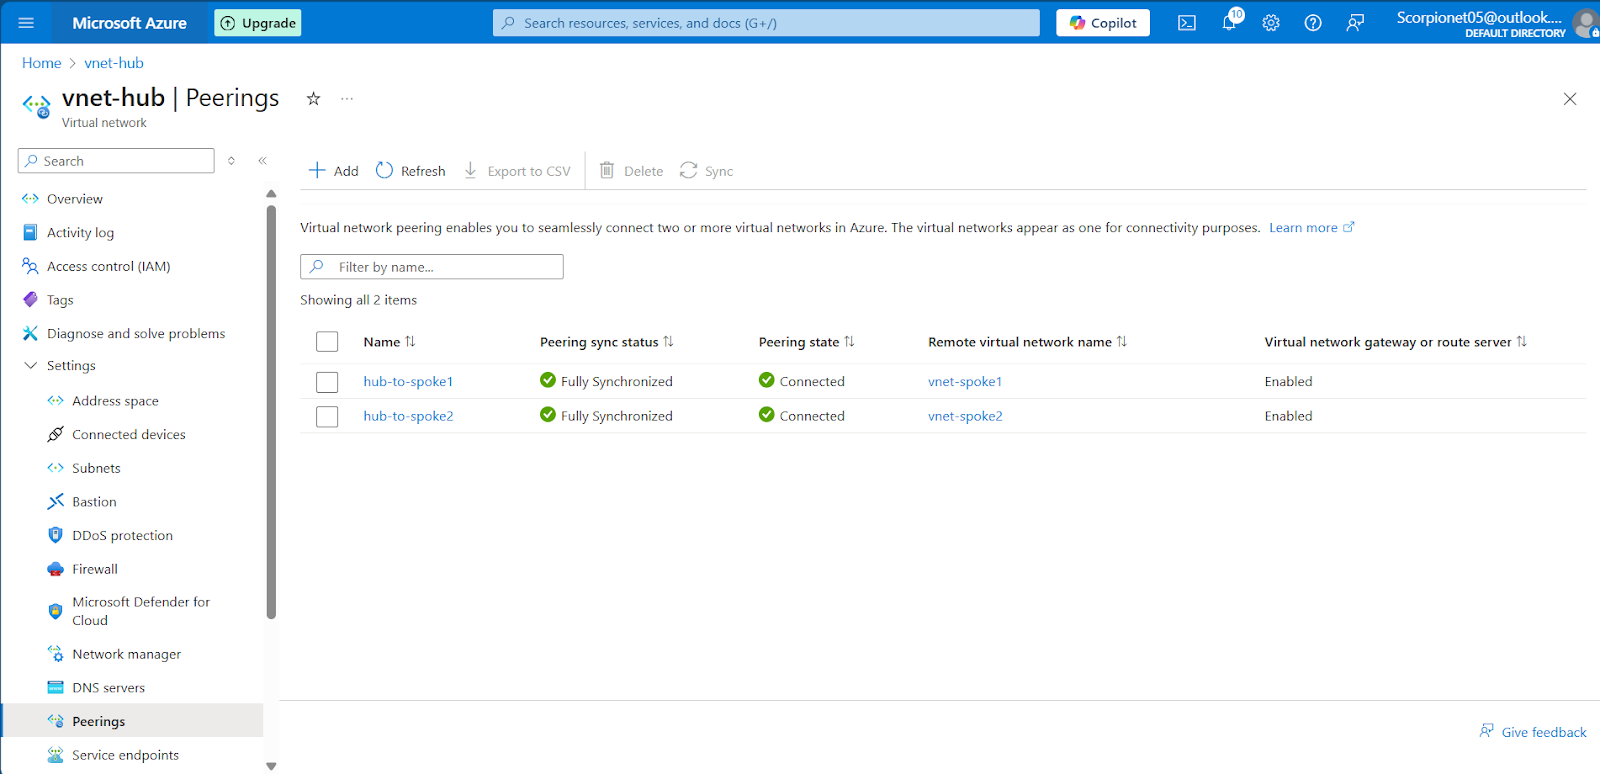 Microsoft Azure
Upgrade
Search resources, services, and docs (G+/)
Copilot
10
Scorpionet05@outlook....
DEFAULT DIRECTORY
Home > vnet-hub
vnet-hub | Peerings
Virtual network
Search
Overview
Activity log
Access control (IAM)
Tags
Diagnose and solve problems
Settings
Address space
Connected devices
Subnets
Bastion
DDoS protection
Firewall
Microsoft Defender for
Cloud
Network manager
DNS servers
Peerings
Service endpoints
Add Refresh Export to CSV Delete Sync
Virtual network peering enables you to seamlessly connect two or more virtual networks in Azure. The virtual networks appear as one for connectivity purposes. Learn more
Filter by name...
Showing all 2 items
Name Peering sync status Peering state Remote virtual network name Virtual network gateway or route server
hub-to-spoke1 Fully Synchronized Connected vnet-spoke1 Enabled
hub-to-spoke2 Fully Synchronized Connected vnet-spoke2 Enabled
Give feedback